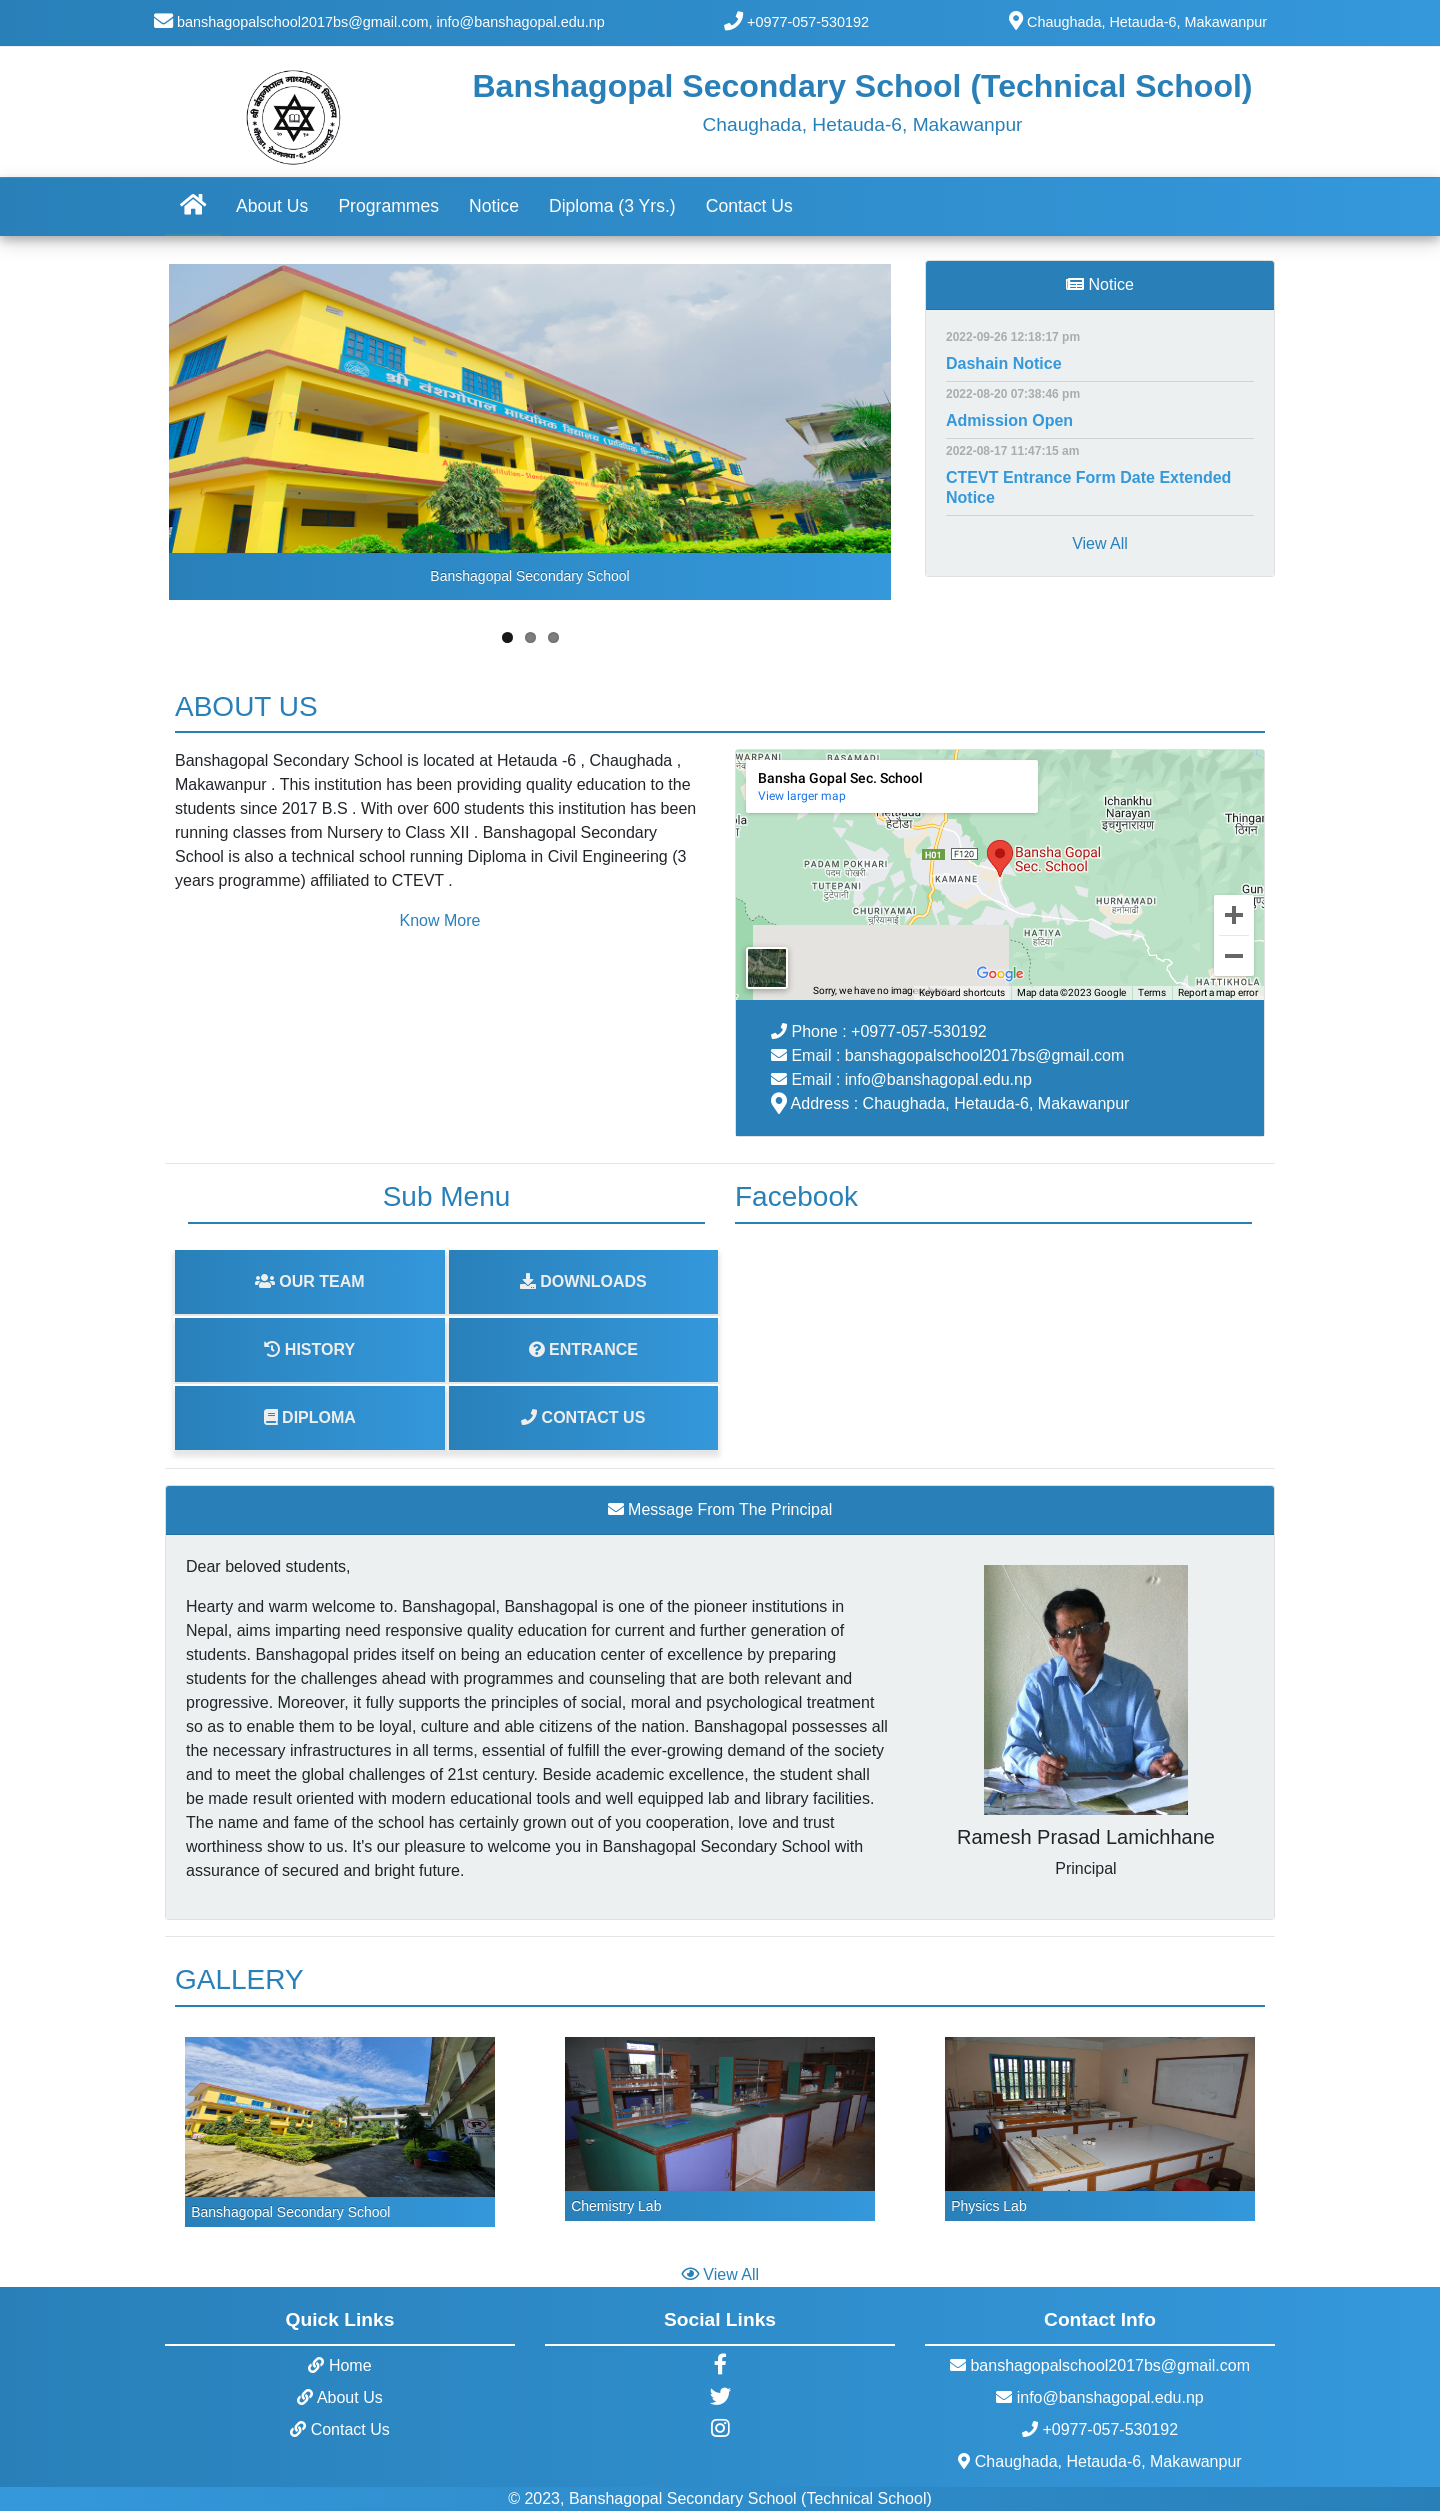 banshagopalschool2017bs@gmail.com, info@banshagopal.edu.np
+0977-057-530192
Chaughada, Hetauda-6, Makawanpur
Banshagopal Secondary School (Technical School)
Chaughada, Hetauda-6, Makawanpur
About Us
Programmes
Notice
Diploma (3 Yrs.)
Contact Us
श्री वंशगोपाल माध्यमिक विद्यालय
Banshagopal Secondary School
Notice
2022-09-26 12:18:17 pm
Dashain Notice
2022-08-20 07:38:46 pm
Admission Open
2022-08-17 11:47:15 am
CTEVT Entrance Form Date Extended
Notice
View All
ABOUT US
Banshagopal Secondary School is located at Hetauda -6 , Chaughada ,
Makawanpur . This institution has been providing quality education to the
students since 2017 B.S . With over 600 students this institution has been
running classes from Nursery to Class XII . Banshagopal Secondary
School is also a technical school running Diploma in Civil Engineering (3
years programme) affiliated to CTEVT .
Know More
BASAMADI
Bansha Gopal Sec. School
View larger map
हेटौंडा
Ichankhu
Narayan
इचंगुनारायण
ठिगन
H01
F120
Bansha Gopal
Sec. School
PADAM POKHARI
पदम पोखरी
KAMANE
TUTEPANI
टुटेपानी
CHURIYAMAI
चुरियामाई
HURNAMADI
हर्नामाढी
HATIYA
हटिया
HATTIKHOLA
Google
Sorry, we have no imag
Keyboard shortcuts
Map data ©2023 Google
Terms
Report a map error
Phone : +0977-057-530192
Email : banshagopalschool2017bs@gmail.com
Email : info@banshagopal.edu.np
Address : Chaughada, Hetauda-6, Makawanpur
Sub Menu
OUR TEAM
DOWNLOADS
HISTORY
ENTRANCE
DIPLOMA
CONTACT US
Facebook
Message From The Principal
Dear beloved students,
Hearty and warm welcome to. Banshagopal, Banshagopal is one of the pioneer institutions in
Nepal, aims imparting need responsive quality education for current and further generation of
students. Banshagopal prides itself on being an education center of excellence by preparing
students for the challenges ahead with programmes and counseling that are both relevant and
progressive. Moreover, it fully supports the principles of social, moral and psychological treatment
so as to enable them to be loyal, culture and able citizens of the nation. Banshagopal possesses all
the necessary infrastructures in all terms, essential of fulfill the ever-growing demand of the society
and to meet the global challenges of 21st century. Beside academic excellence, the student shall
be made result oriented with modern educational tools and well equipped lab and library facilities.
The name and fame of the school has certainly grown out of you cooperation, love and trust
worthiness show to us. It's our pleasure to welcome you in Banshagopal Secondary School with
assurance of secured and bright future.
Ramesh Prasad Lamichhane
Principal
GALLERY
Banshagopal Secondary School
Chemistry Lab
Physics Lab
View All
Quick Links
Home
About Us
Contact Us
Social Links
Contact Info
banshagopalschool2017bs@gmail.com
info@banshagopal.edu.np
+0977-057-530192
Chaughada, Hetauda-6, Makawanpur
© 2023, Banshagopal Secondary School (Technical School)